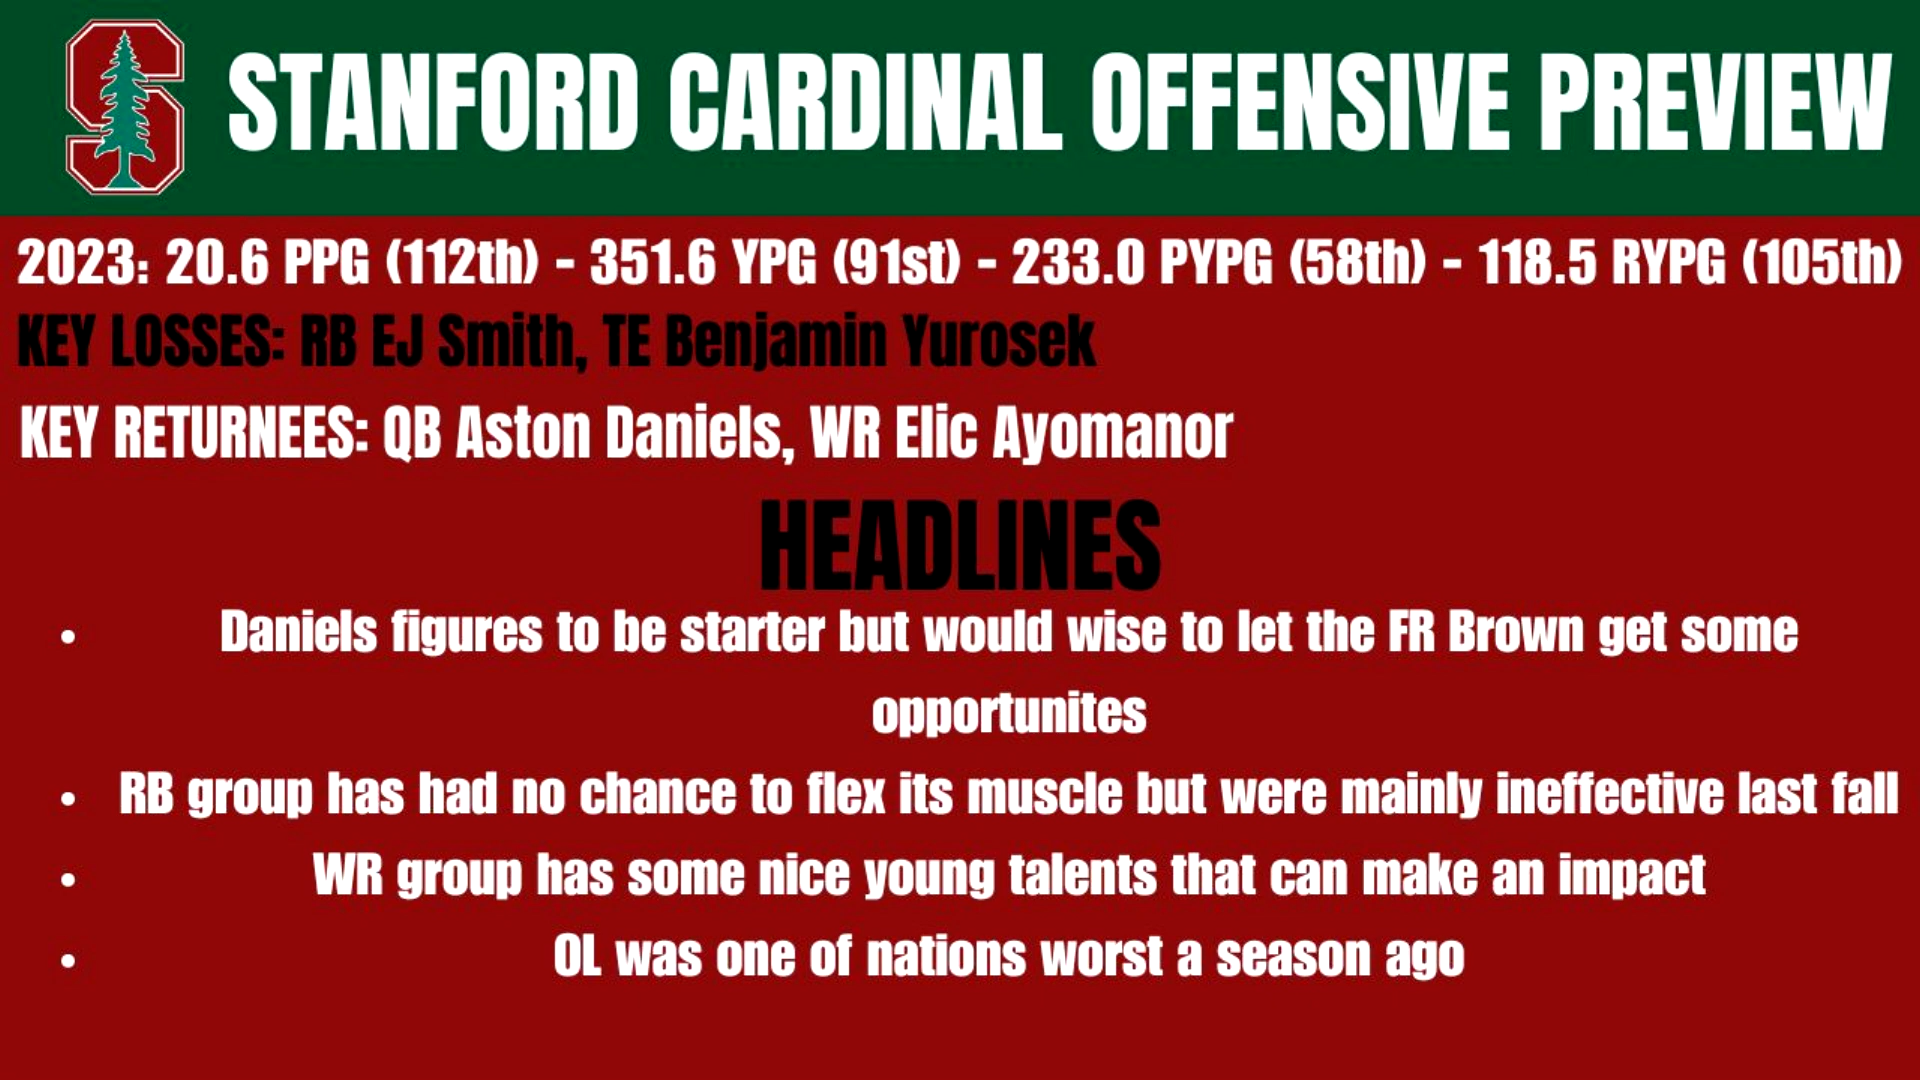 STANFORD CARDINAL OFFENSIVE PREVIEW
2023: 20.6 PPG (112th) - 351.6 YPG (91st) - 233.0 PYPG (58th) - 118.5 RYPG (105th)
KEY LOSSES: RB EJ Smith, TE Benjamin Yurosek
KEY RETURNEES: QB Aston Daniels, WR Elic Ayomanor
HEADLINES
• Daniels figures to be starter but would wise to let the FR Brown get some
opportunites
• RB group has had no chance to flex its muscle but were mainly ineffective last fall
• WR group has some nice young talents that can make an impact
• OL was one of nations worst a season ago